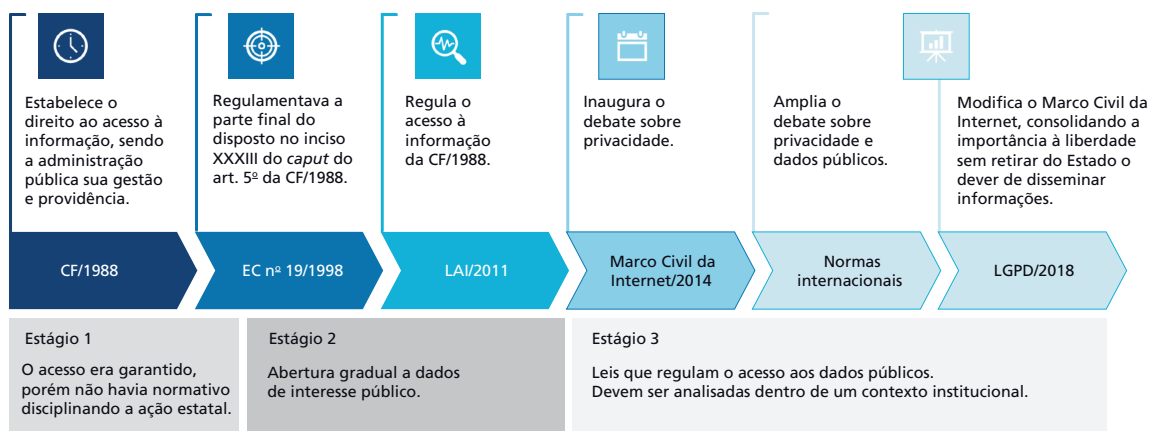 Estabelece o
direito ao acesso à
informação, sendo
a administração
pública sua gestão
e providência.
Regulamentava a
parte final do
disposto no inciso
XXXIII do caput do
art. 5º da CF/1988.
Regula o
acesso à
informação
da CF/1988.
Inaugura o
debate sobre
privacidade.
Amplia o
debate sobre
privacidade e
dados públicos.
Modifica o Marco Civil da
Internet, consolidando a
importância à liberdade
sem retirar do Estado o
dever de disseminar
informações.
CF/1988
EC nº 19/1998
LAI/2011
Marco Civil da
Internet/2014
Normas
internacionais
LGPD/2018
Estágio 1
O acesso era garantido,
porém não havia normativo
disciplinando a ação estatal.
Estágio 2
Abertura gradual a dados
de interesse público.
Estágio 3
Leis que regulam o acesso aos dados públicos.
Devem ser analisadas dentro de um contexto institucional.